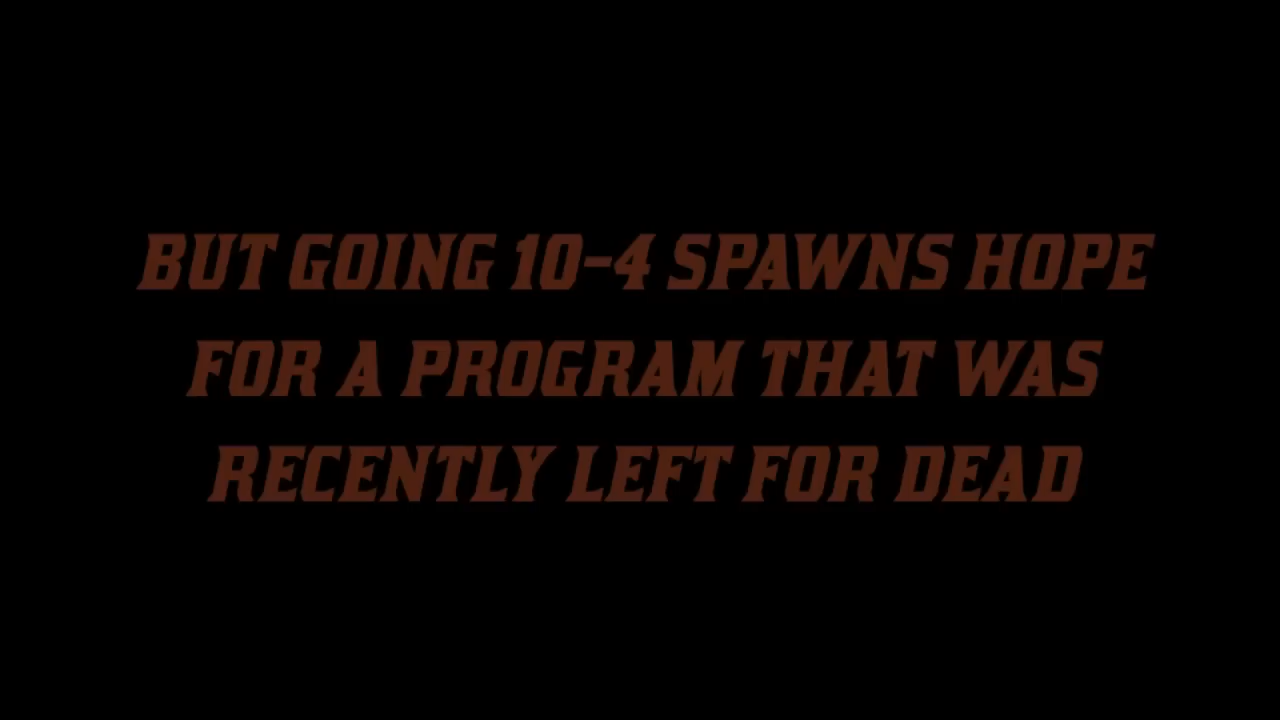 BUT GOING 10-4 SPAWNS HOPE
FOR A PROGRAM THAT WAS
RECENTLY LEFT FOR DEAD